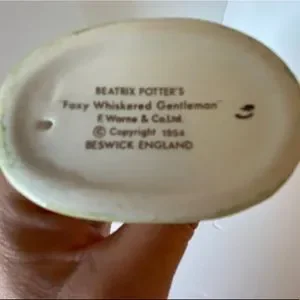 BEATRIX POTTER'S
"Foxy Whiskered Gentleman"
F. Warne & Co. Ltd.
© Copyright 1954
BESWICK ENGLAND